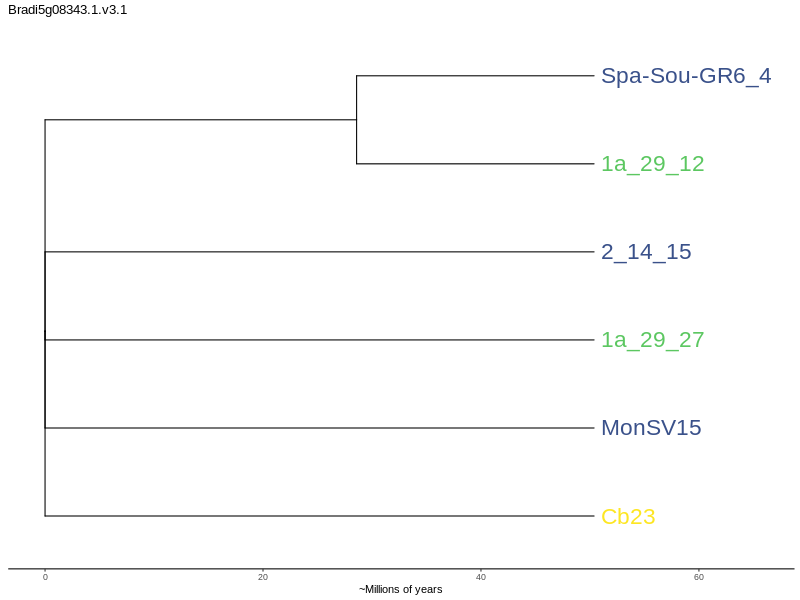 Bradi5g08343.1.v3.1
Spa-Sou-GR6_4
1a_29_12
2_14_15
1a_29_27
MonSV15
Cb23
0 20 40 60
~Millions of years